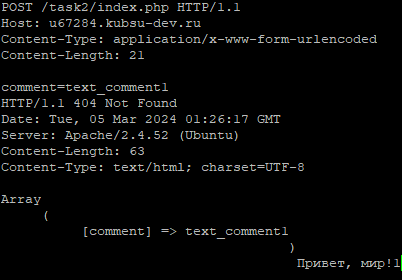 POST /task2/index.php HTTP/1.1
Host: u67284.kubsu-dev.ru
Content-Type: application/x-www-form-urlencoded
Content-Length: 21

comment=text_comment1
HTTP/1.1 404 Not Found
Date: Tue, 05 Mar 2024 01:26:17 GMT
Server: Apache/2.4.52 (Ubuntu)
Content-Length: 63
Content-Type: text/html; charset=UTF-8

Array
(
[comment] => text_comment1
)
Привет, мир!1